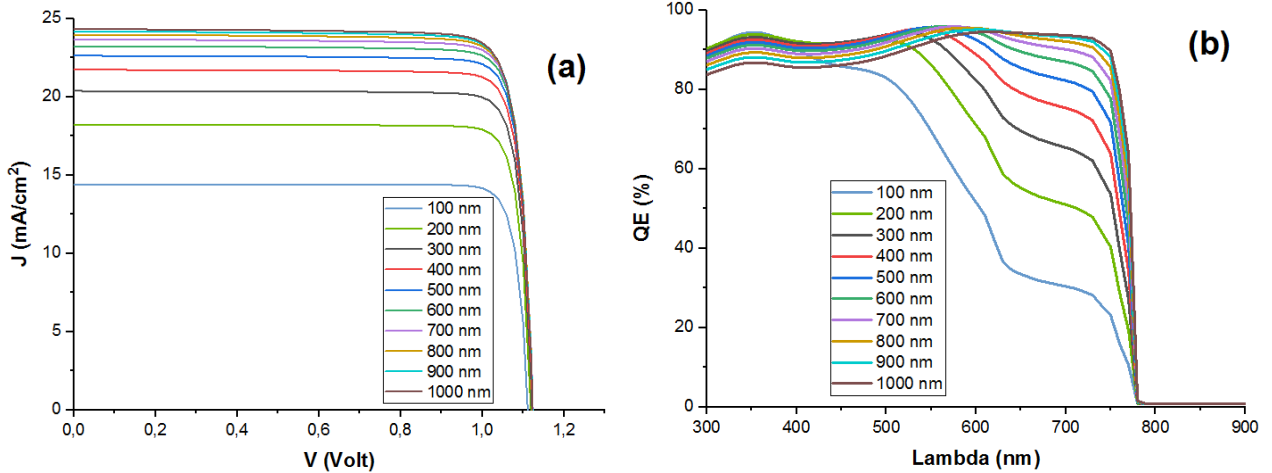 (a)
J (mA/cm²)
25
20
15
10
5
0
100 nm
200 nm
300 nm
400 nm
500 nm
600 nm
700 nm
800 nm
900 nm
1000 nm
0,0 0,2 0,4 0,6 0,8 1,0 1,2
V (Volt)
(b)
QE (%)
100
80
60
40
20
0
100 nm
200 nm
300 nm
400 nm
500 nm
600 nm
700 nm
800 nm
900 nm
1000 nm
300 400 500 600 700 800 900
Lambda (nm)